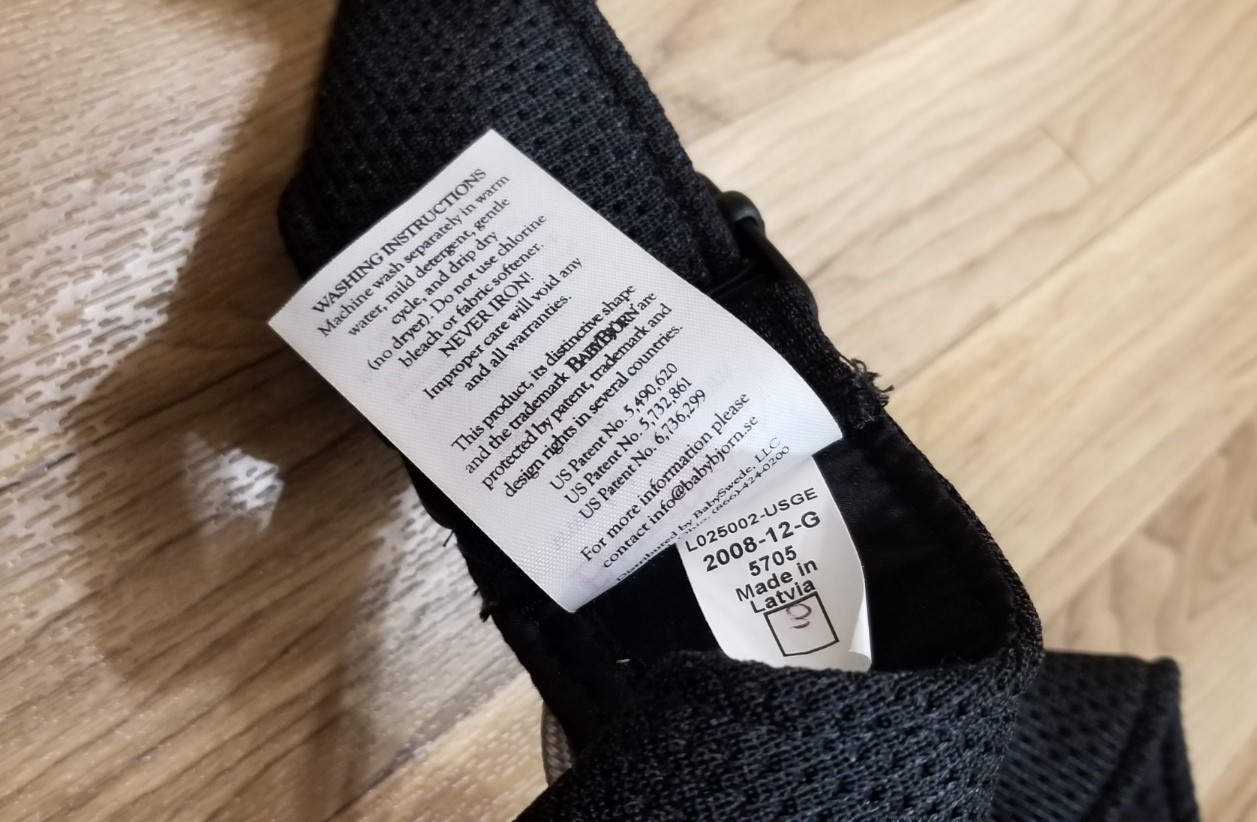 WASHING INSTRUCTIONS
Machine wash separately in warm
water, mild detergent, gentle
cycle, and drip dry
(no dryer). Do not use chlorine
bleach or fabric softener.
NEVER IRON!
Improper care will void any
and all warranties.
This product, its distinctive shape
and the trademark BABYBJÖRN® are
protected by patent, trademark and
design rights in several countries.
US Patent No. 5,490,620
US Patent No. 5,732,861
US Patent No. 6,736,299
For more information please
contact info@babybjorn.se
Distributed by BabySwede, LLC
(866)-424-0200
L025002-USGE
2008-12-G
5705
Made in
Latvia